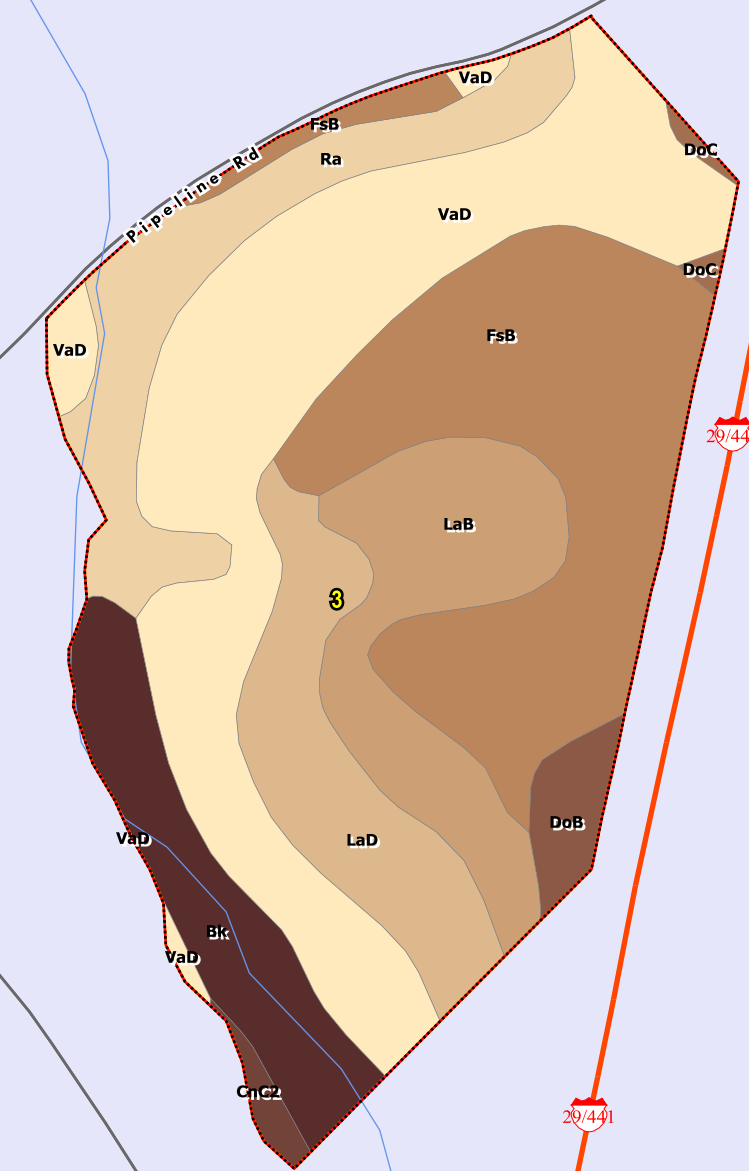 VaD
FsB
DoC
Ra
Pipeline Rd
VaD
DoC
FsB
VaD
29/44
LaB
3
DoB
VaD
LaD
Bk
VaD
CnC2
29/441